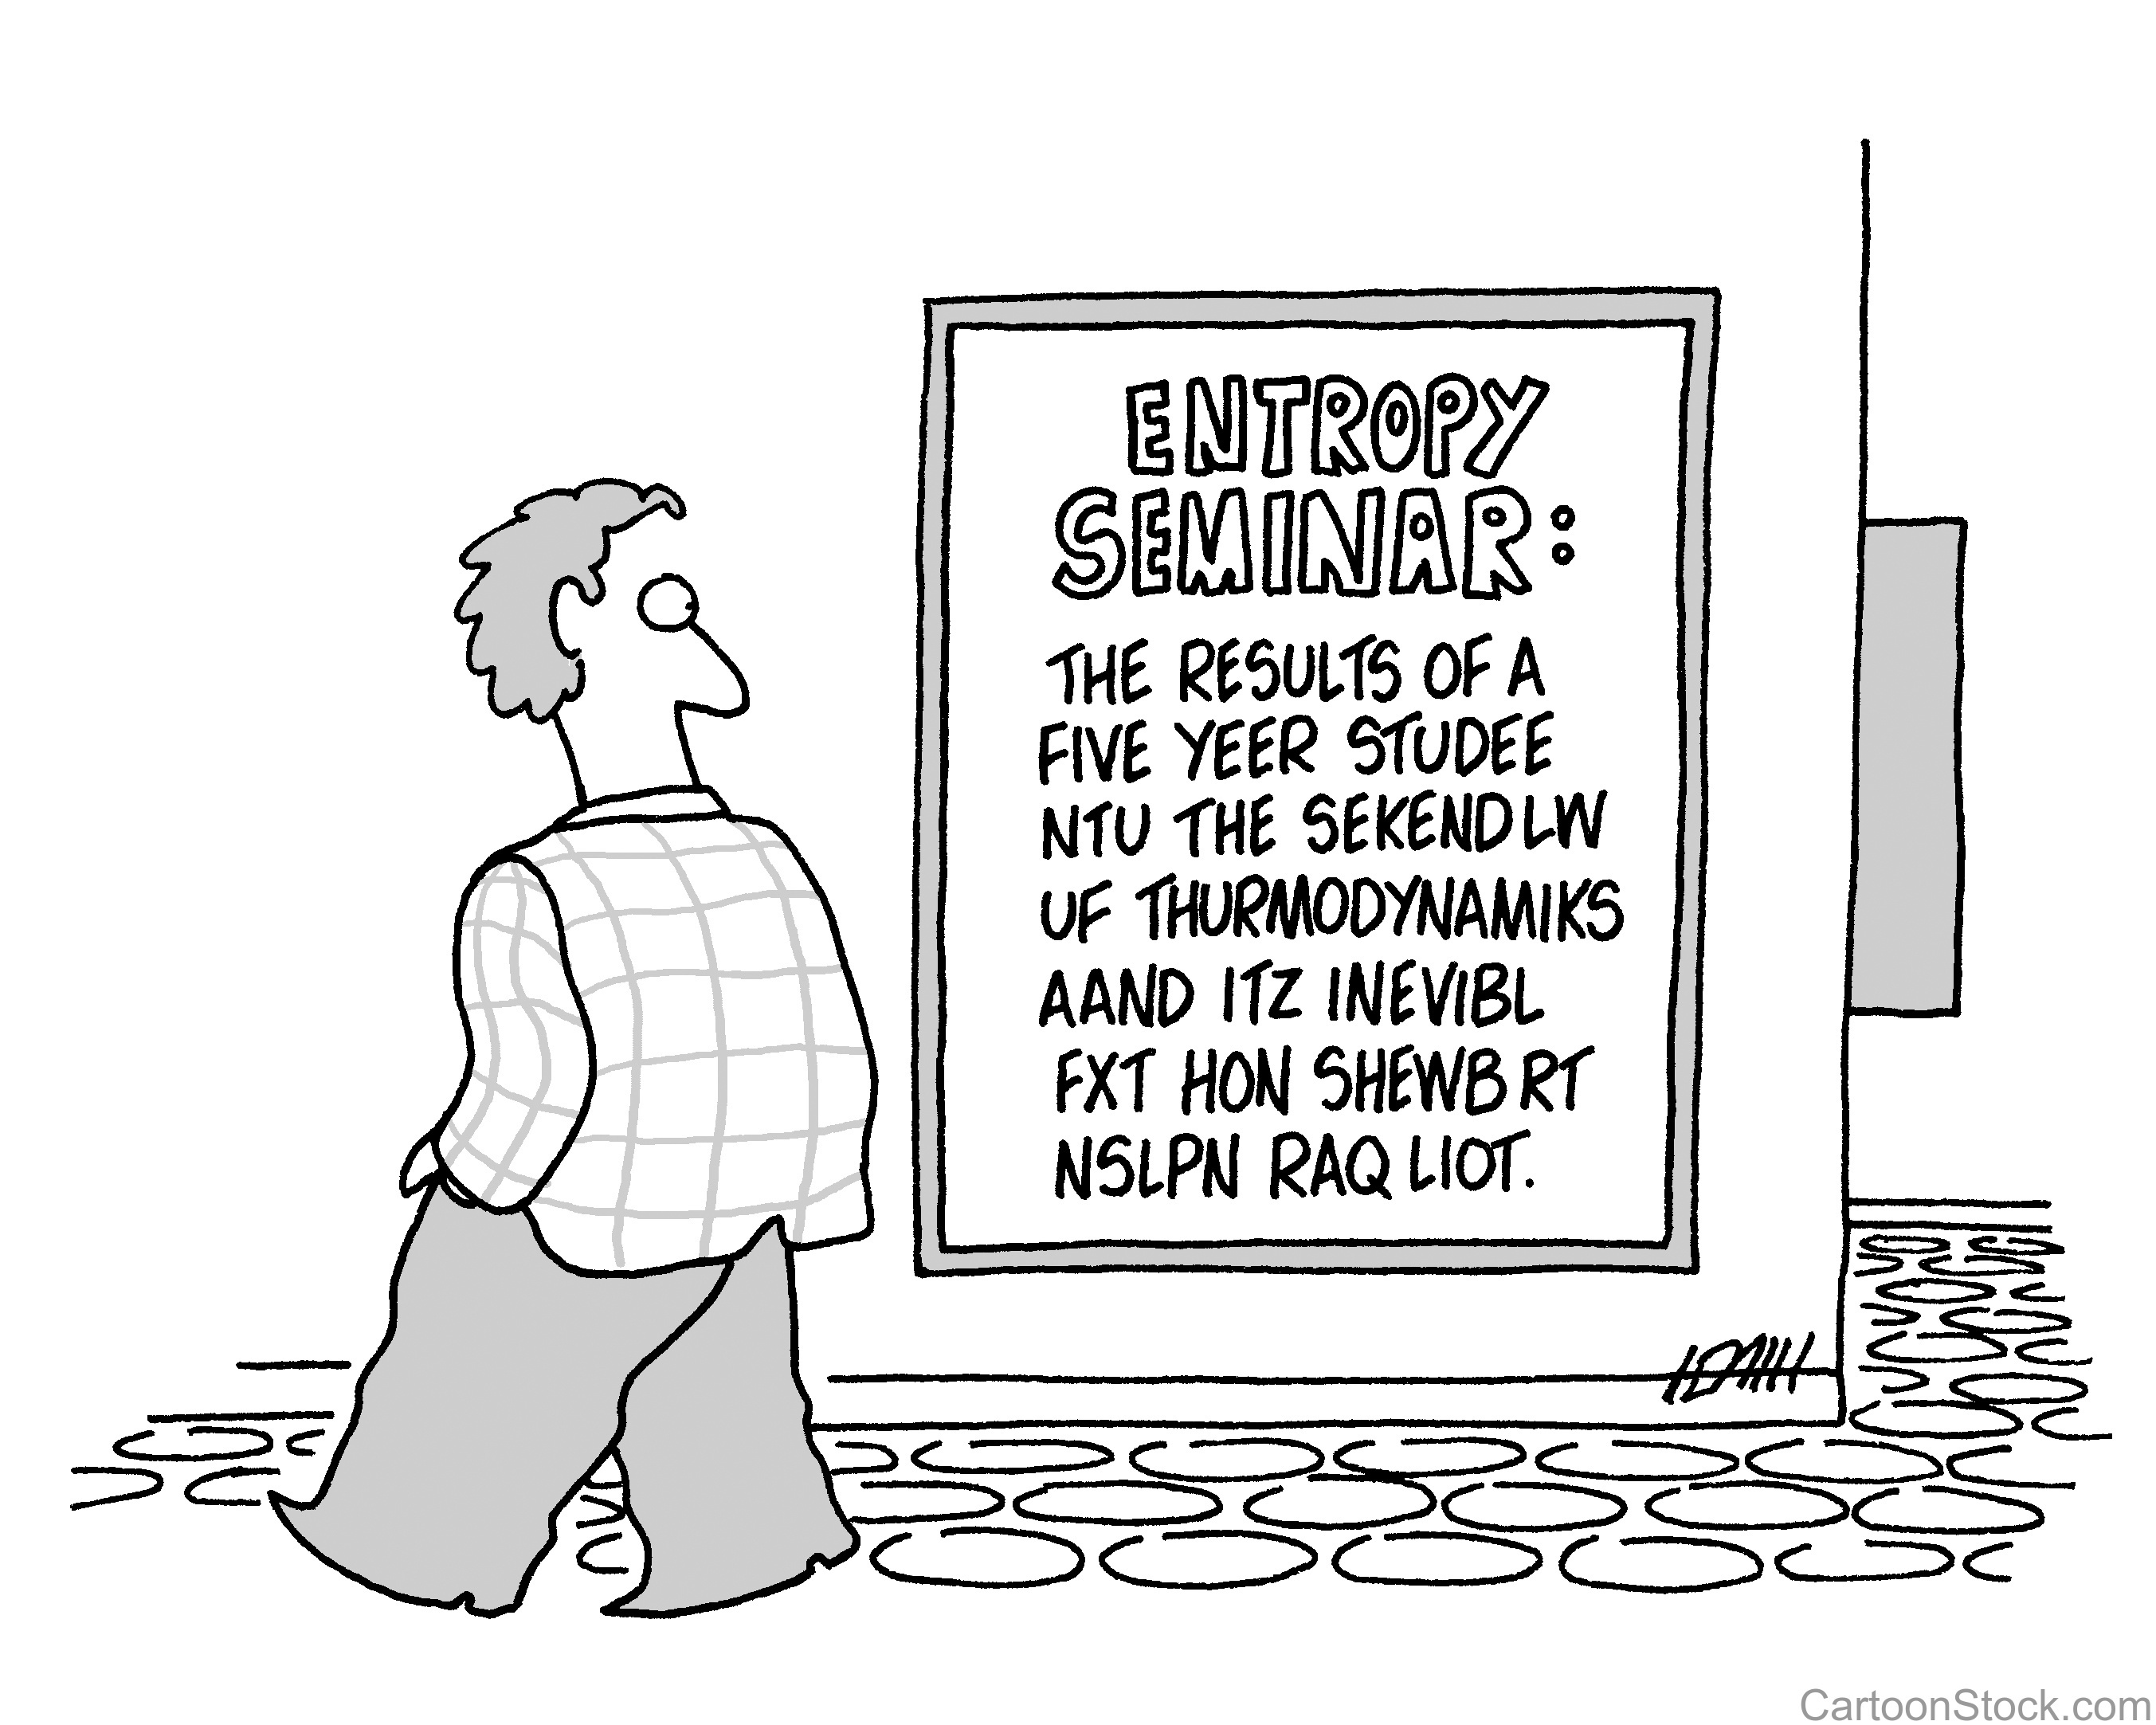 ENTROPY
SEMINAR:
THE RESULTS OF A
FIVE YEER STUDEE
NTU THE SEKEND LW
UF THURMODYNAMIKS
AAND ITZ INEVIBL
FXT HON SHEWB RT
NSLPN RAQ LIOT.
CartoonStock.com